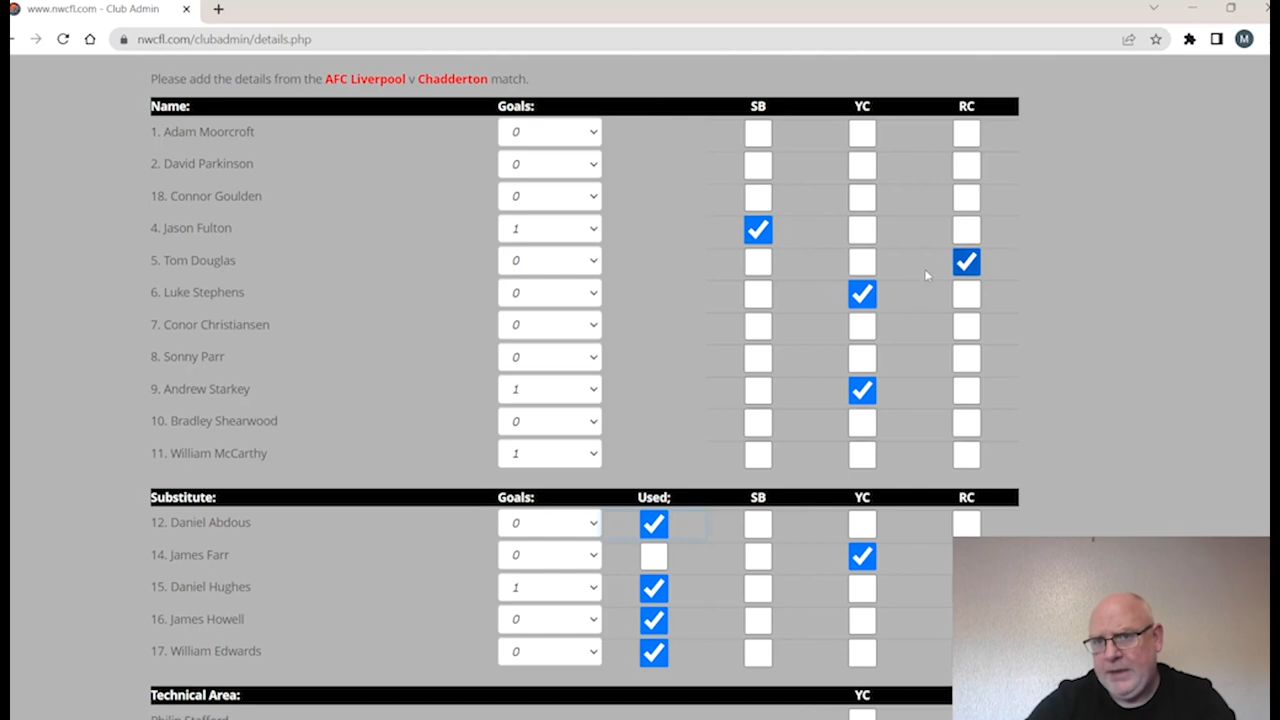 www.nwcfl.com - Club Admin
nwcfl.com/clubadmin/details.php
M
Please add the details from the AFC Liverpool v Chadderton match.
Name: Goals: SB YC RC
1. Adam Moorcroft 0
2. David Parkinson 0
18. Connor Goulden 0
4. Jason Fulton 1
5. Tom Douglas 0
6. Luke Stephens 0
7. Conor Christiansen 0
8. Sonny Parr 0
9. Andrew Starkey 1
10. Bradley Shearwood 0
11. William McCarthy 1
Substitute: Goals: Used; SB YC RC
12. Daniel Abdous 0
14. James Farr 0
15. Daniel Hughes 1
16. James Howell 0
17. William Edwards 0
Technical Area: YC
Philip Stafford